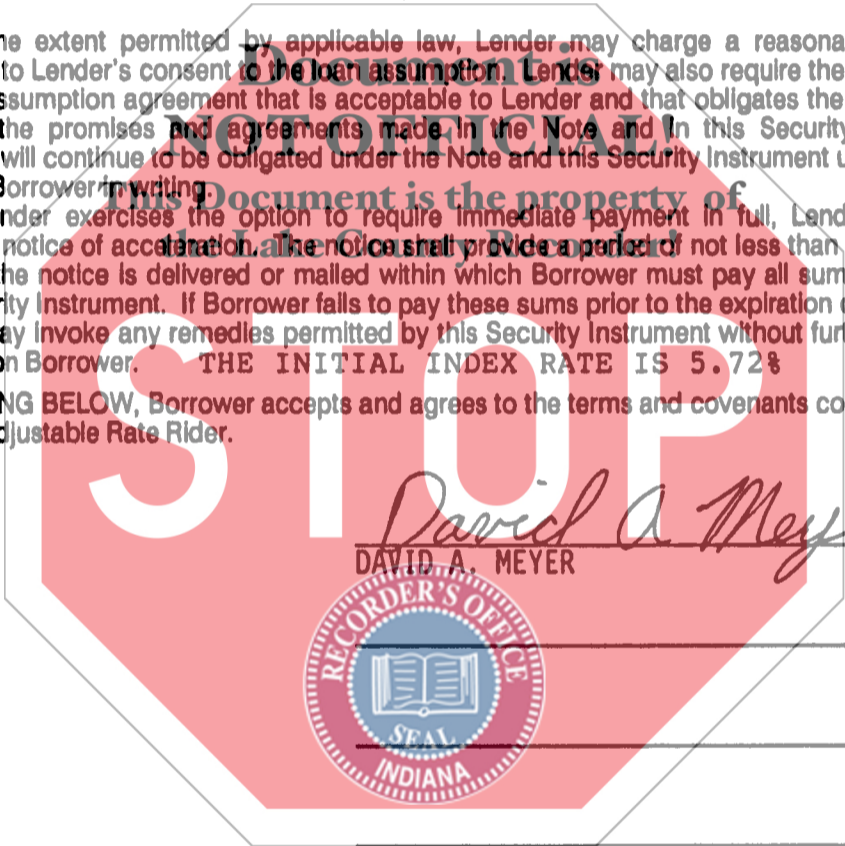 ne extent permitted by applicable law, Lender may charge a reasona
to Lender's consent to the loan assumption. Lender may also require the
ssumption agreement that is acceptable to Lender and that obligates the
the promises and agreements made in the Note and in this Security
will continue to be obligated under the Note and this Security Instrument u
Borrower in writing.
nder exercises the option to require immediate payment in full, Lend
notice of acceleration. The notice shall provide a period of not less than
he notice is delivered or mailed within which Borrower must pay all sum
ity Instrument. If Borrower fails to pay these sums prior to the expiration
ay invoke any remedies permitted by this Security Instrument without furt
on Borrower. THE INITIAL INDEX RATE IS 5.72%
NG BELOW, Borrower accepts and agrees to the terms and covenants co
djustable Rate Rider.
Document is
NOT OFFICIAL!
This Document is the property of
the Lake County Recorder!
STOP
David A Mey
DAVID A. MEYER
RECORDER'S OFFICE
SEAL
INDIANA